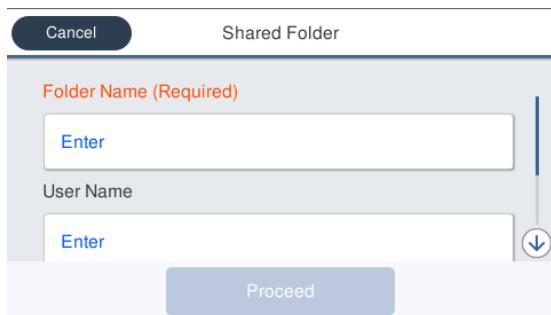 Cancel
Shared Folder
Folder Name (Required)
Enter
User Name
Enter
Proceed